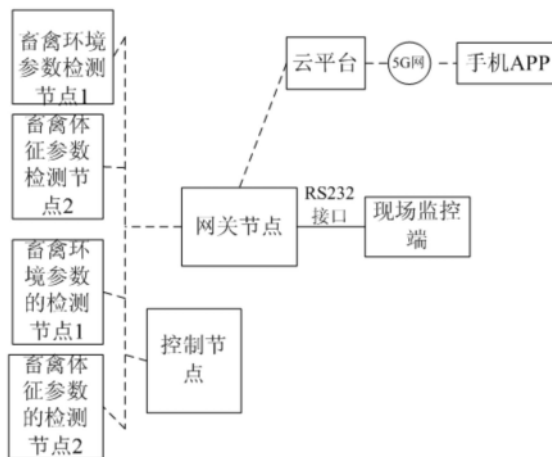 畜禽环境
参数检测
节点1
畜禽体
征参数
检测节
点2
畜禽环
境参数
的检测
节点1
畜禽体
征参数
的检测
节点2
云平台
5G网
手机APP
网关节点
RS232
接口
现场监控
端
控制节
点